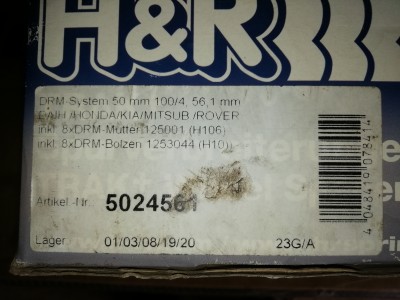 H&R
DRM-System 50 mm 100/4, 56,1 mm
DAIH./HONDA/KIA/MITSUB./ROVER
inkl. 8xDRM-Mutter 125001 (H106)
inkl. 8xDRM-Bolzen 1253044 (H10)
Artikel-Nr. 5024561
4048419078414
Lager: 01/03/08/19/20 23G/A